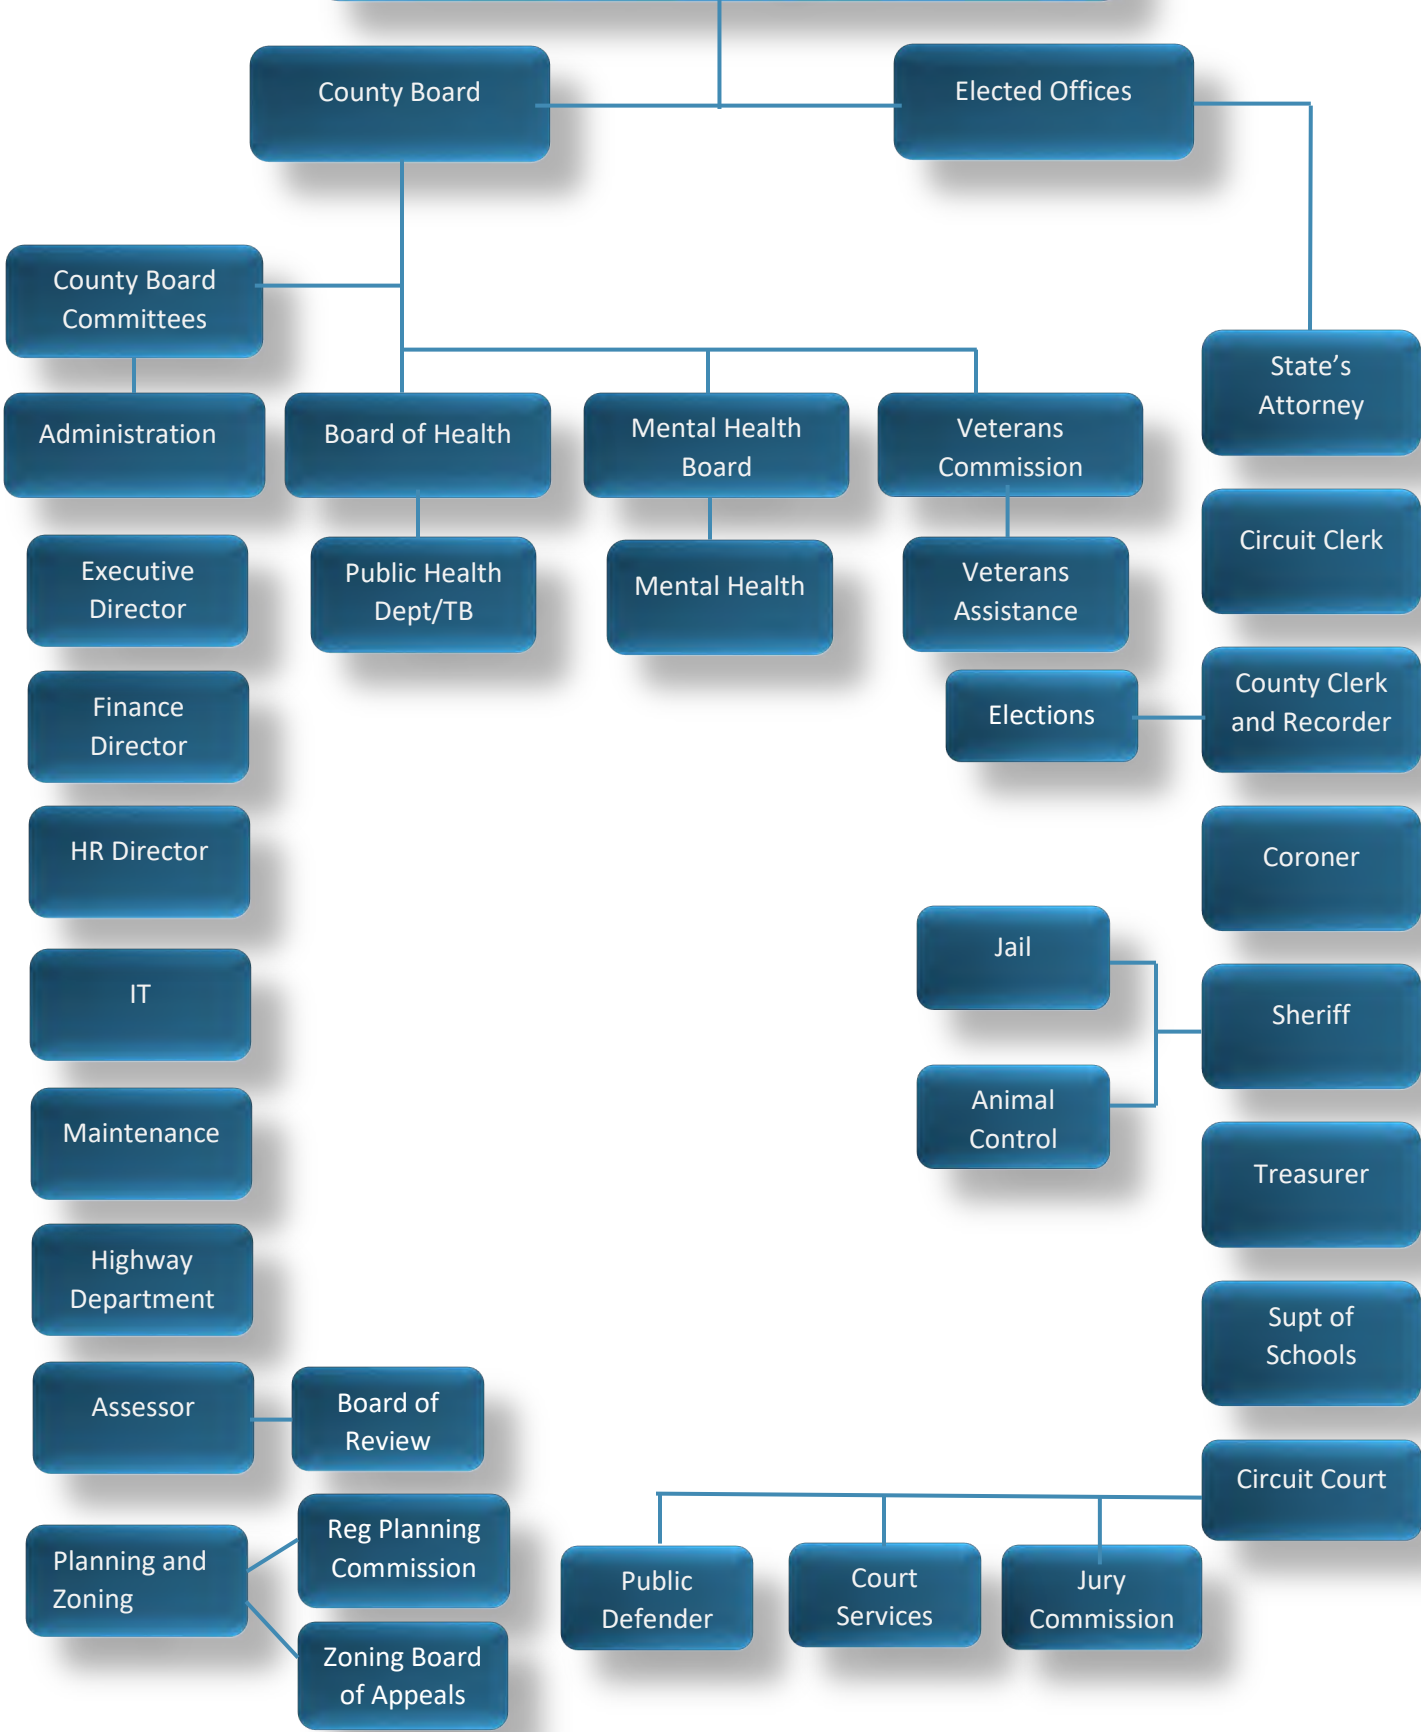 County Board
Elected Offices
County Board
Committees
State’s
Attorney
Administration
Board of Health
Mental Health
Board
Veterans
Commission
Circuit Clerk
Executive
Director
Public Health
Dept/TB
Mental Health
Veterans
Assistance
Finance
Director
Elections
County Clerk
and Recorder
HR Director
Coroner
Jail
IT
Sheriff
Animal
Control
Maintenance
Treasurer
Highway
Department
Supt of
Schools
Assessor
Board of
Review
Circuit Court
Planning and
Zoning
Reg Planning
Commission
Zoning Board
of Appeals
Public
Defender
Court
Services
Jury
Commission